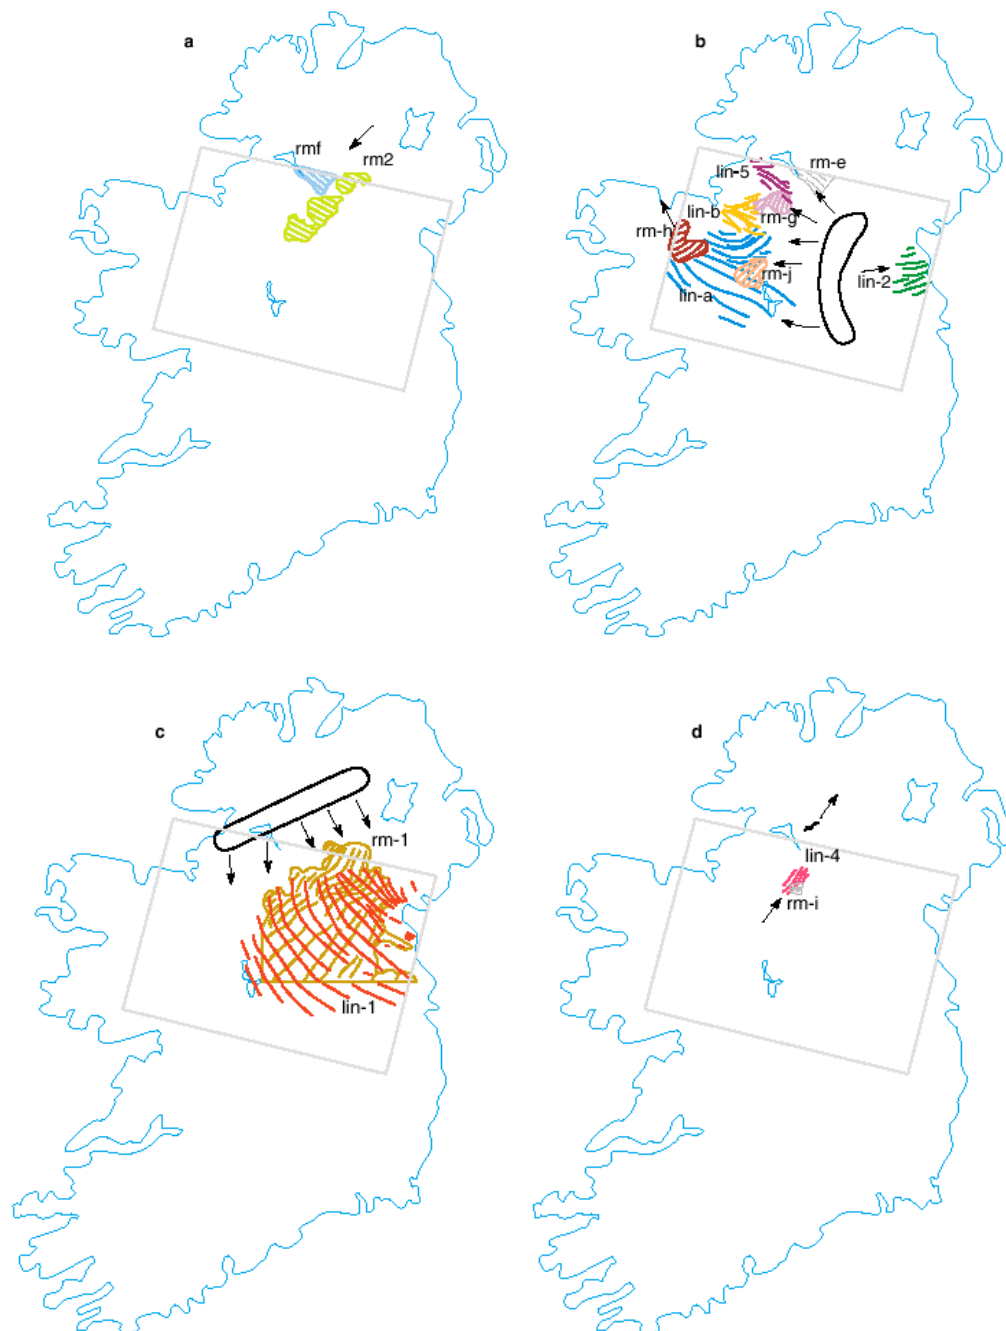 a
rmf
rm2
b
lin-5
rm-e
lin-b
rm-g
rm-h
rm-j
lin-2
lin-a
c
rm-1
lin-1
d
lin-4
rm-i